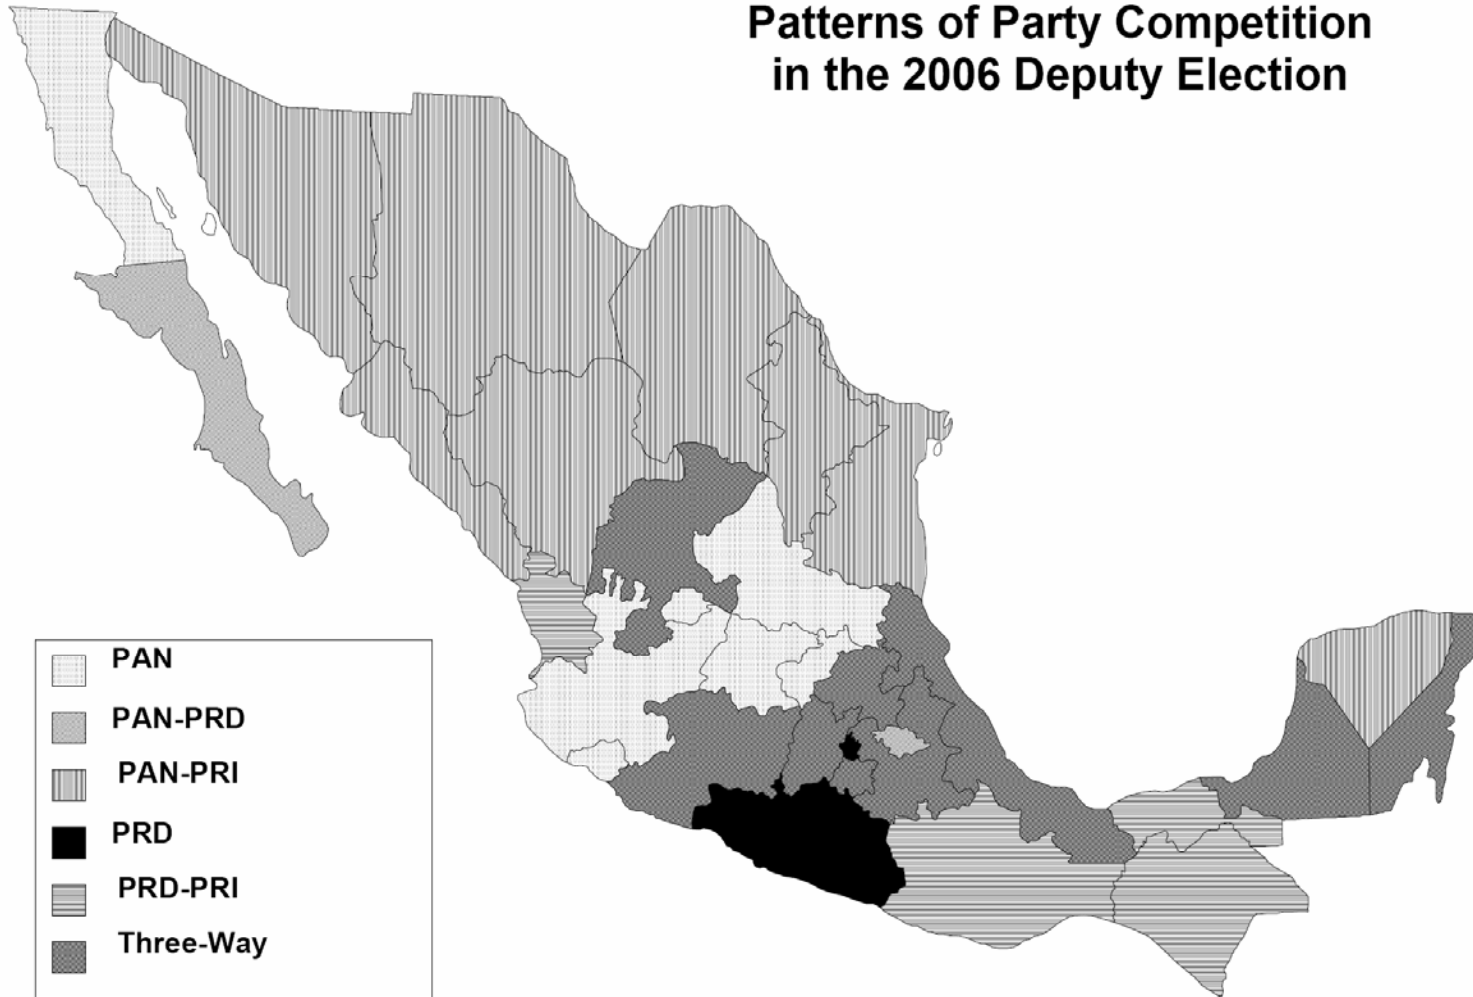 Patterns of Party Competition
in the 2006 Deputy Election
PAN
PAN-PRD
PAN-PRI
PRD
PRD-PRI
Three-Way